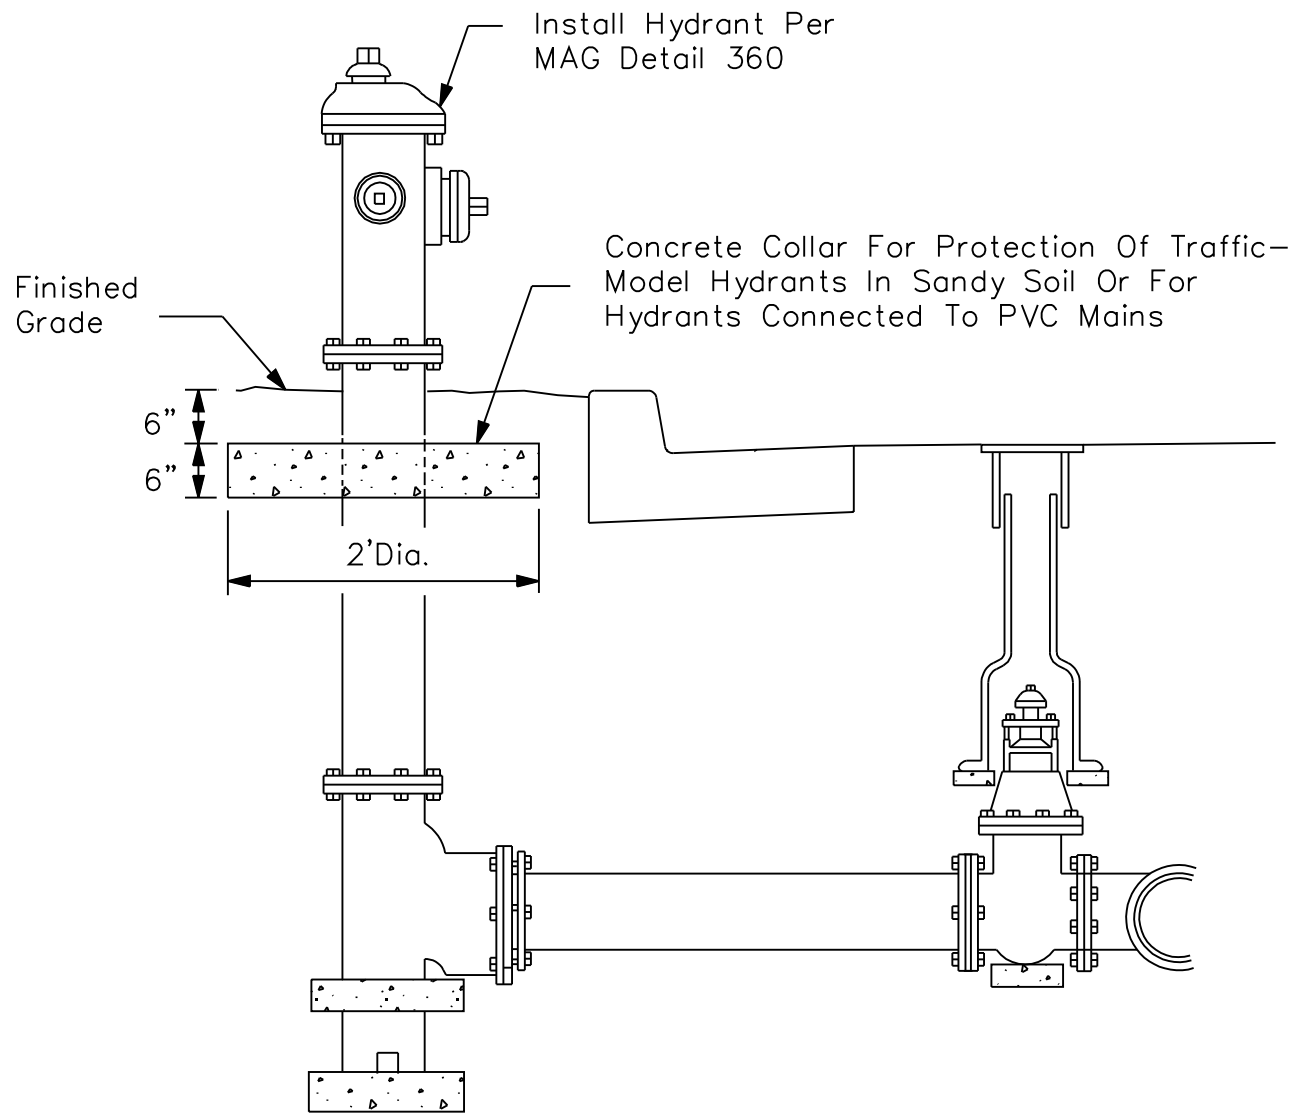 Install Hydrant Per
MAG Detail 360
Concrete Collar For Protection Of Traffic-
Model Hydrants In Sandy Soil Or For
Hydrants Connected To PVC Mains
Finished
Grade
6"
6"
2'Dia.